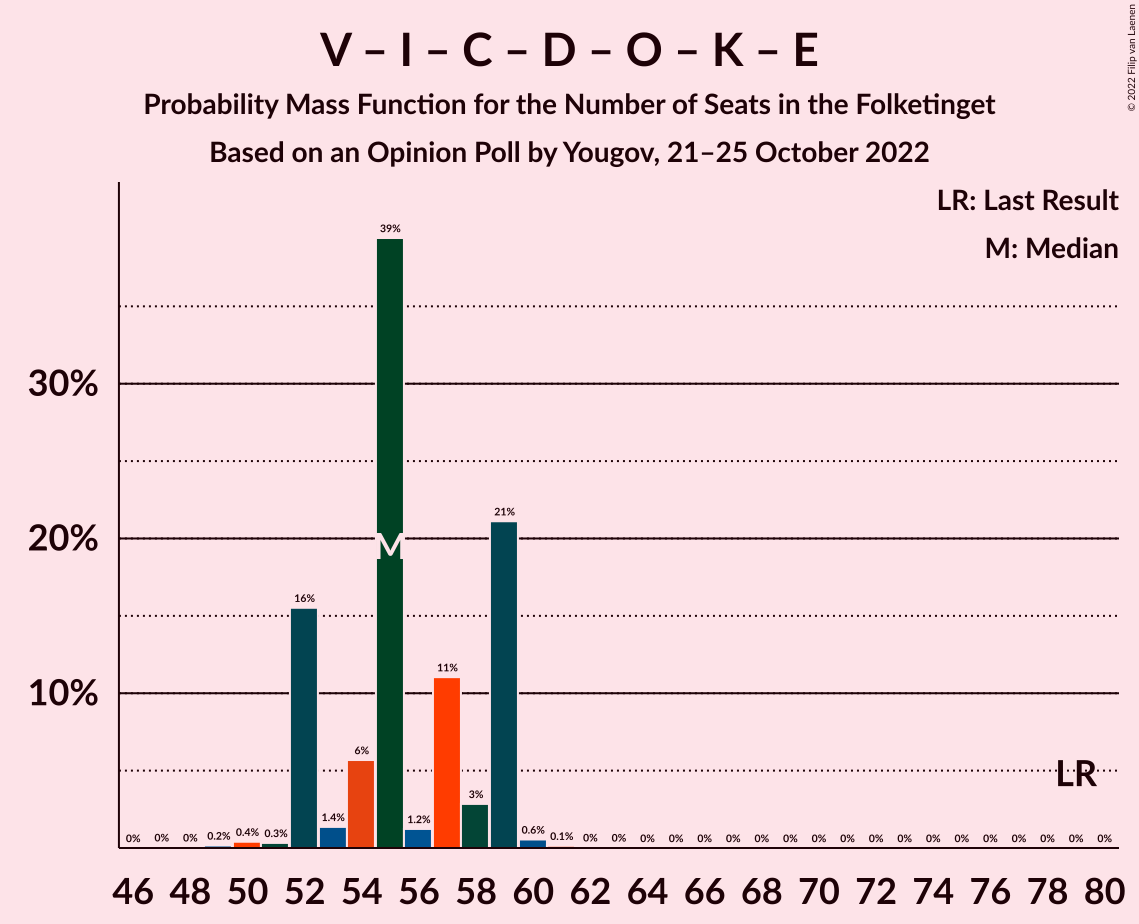 V – I – C – D – O – K – E
Probability Mass Function for the Number of Seats in the Folketinget
Based on an Opinion Poll by Yougov, 21–25 October 2022
© 2022 Filip van Laenen
LR: Last Result
M: Median
39%
30%
21%
20%
M
16%
11%
10%
6%
LR
3%
1.4%
1.2%
0% 0% 0% 0.2% 0.4% 0.3% 0.6% 0.1% 0% 0% 0% 0% 0% 0% 0% 0% 0% 0% 0% 0% 0% 0% 0% 0% 0% 0% 0%
46 48 50 52 54 56 58 60 62 64 66 68 70 72 74 76 78 80